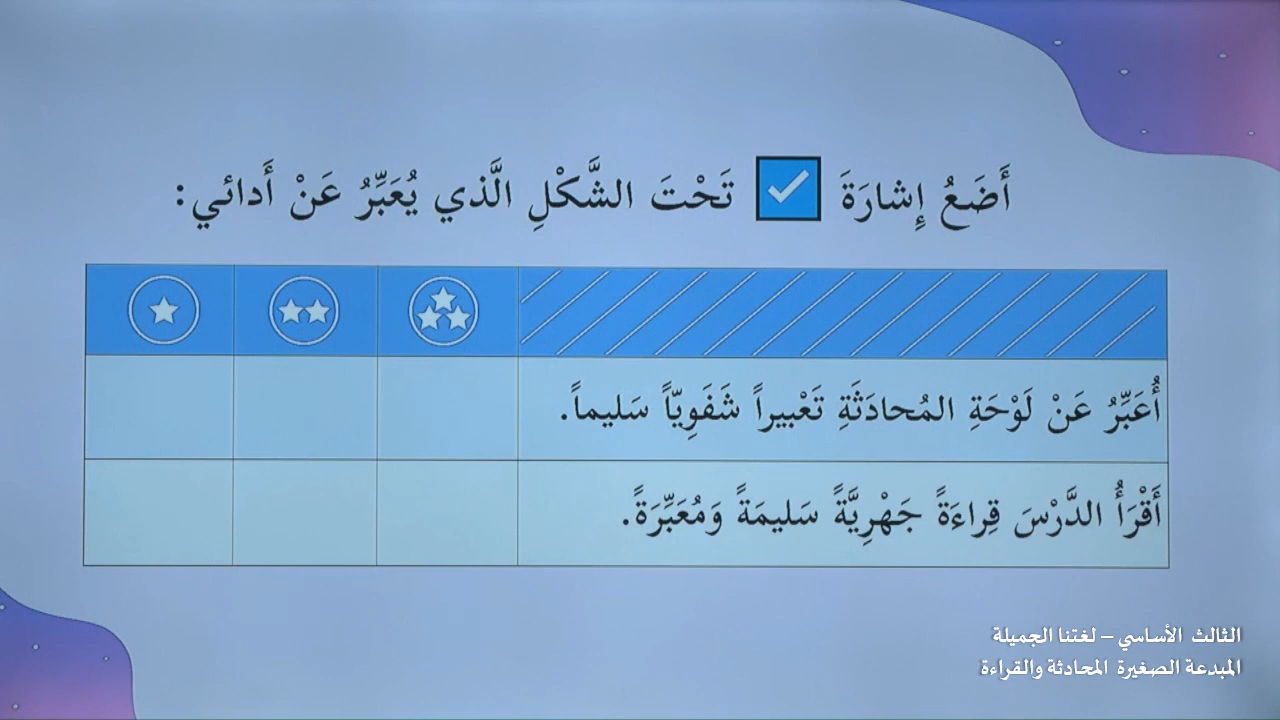 أَضَعُ إِشارَةَ تَحْتَ الشَّكْلِ الَّذي يُعَبِّرُ عَنْ أَدائي:
أُعَبِّرُ عَنْ لَوْحَةِ المُحادَثَةِ تَعْبيراً شَفَوِيّاً سَليماً.
أَقْرَأُ الدَّرْسَ قِراءَةً جَهْرِيَّةً سَليمَةً وَمُعَبِّرَةً.
الثالث الأساسي – لغتنا الجميلة
المبدعة الصغيرة المحادثة والقراءة